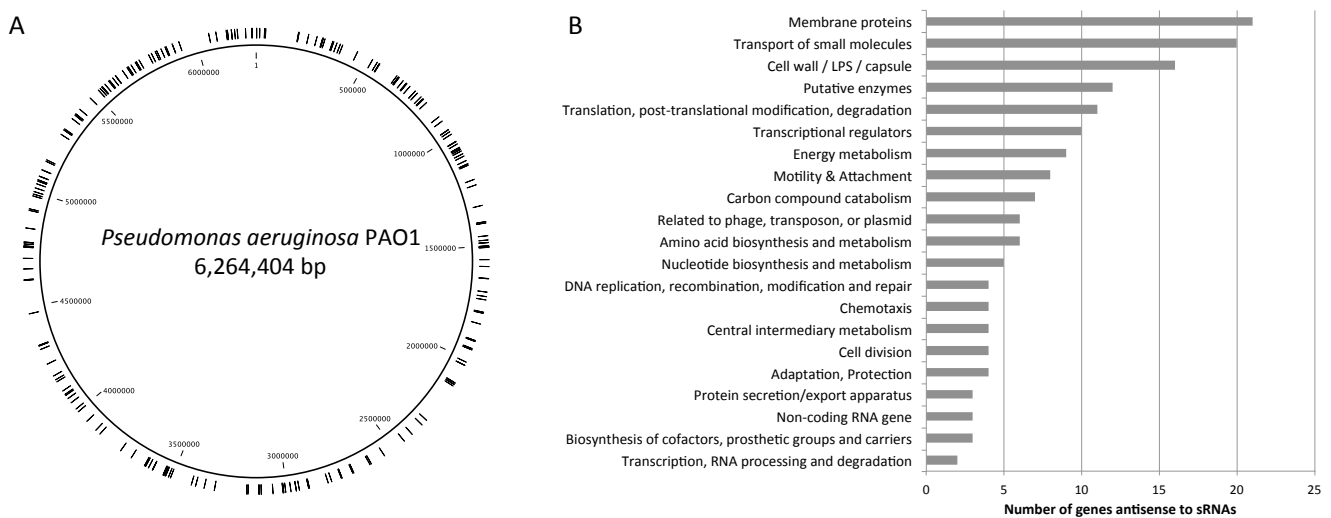 A
1
500000
1000000
1500000
2000000
2500000
3000000
3500000
4000000
4500000
5000000
5500000
6000000
Pseudomonas aeruginosa PAO1
6,264,404 bp
B
Membrane proteins
Transport of small molecules
Cell wall / LPS / capsule
Putative enzymes
Translation, post-translational modification, degradation
Transcriptional regulators
Energy metabolism
Motility & Attachment
Carbon compound catabolism
Related to phage, transposon, or plasmid
Amino acid biosynthesis and metabolism
Nucleotide biosynthesis and metabolism
DNA replication, recombination, modification and repair
Chemotaxis
Central intermediary metabolism
Cell division
Adaptation, Protection
Protein secretion/export apparatus
Non-coding RNA gene
Biosynthesis of cofactors, prosthetic groups and carriers
Transcription, RNA processing and degradation
0 5 10 15 20 25
Number of genes antisense to sRNAs